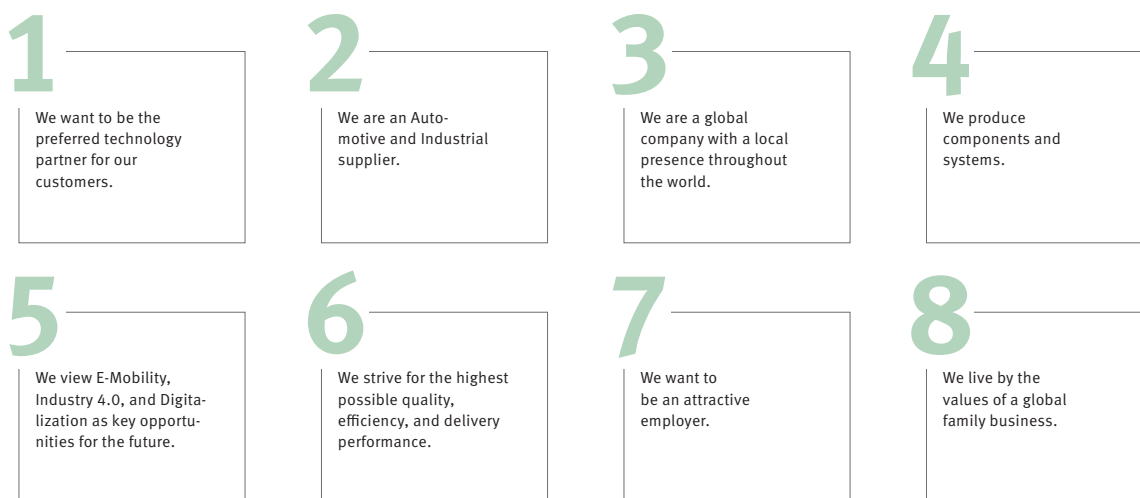 1
We want to be the
preferred technology
partner for our
customers.
2
We are an Auto-
motive and Industrial
supplier.
3
We are a global
company with a local
presence throughout
the world.
4
We produce
components and
systems.
5
We view E-Mobility,
Industry 4.0, and Digita-
lization as key opportu-
nities for the future.
6
We strive for the highest
possible quality,
efficiency, and delivery
performance.
7
We want to
be an attractive
employer.
8
We live by the
values of a global
family business.